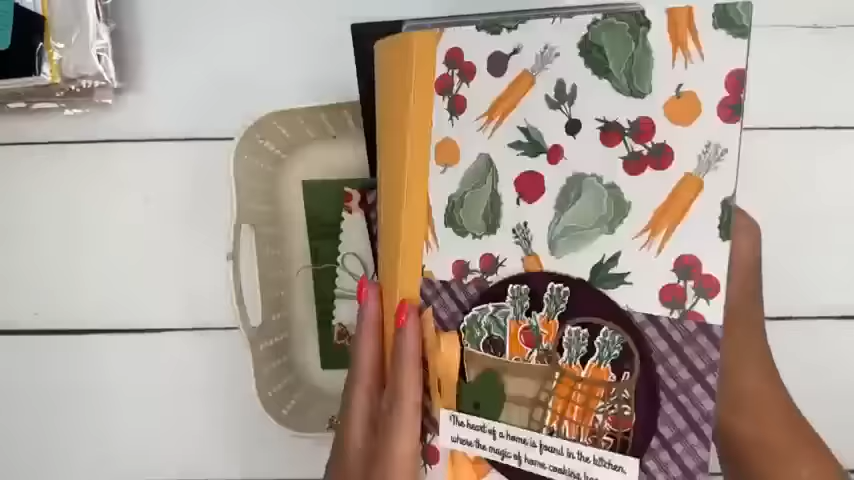 The heart of a home is found in the kitchen,
where the magic of home cooking